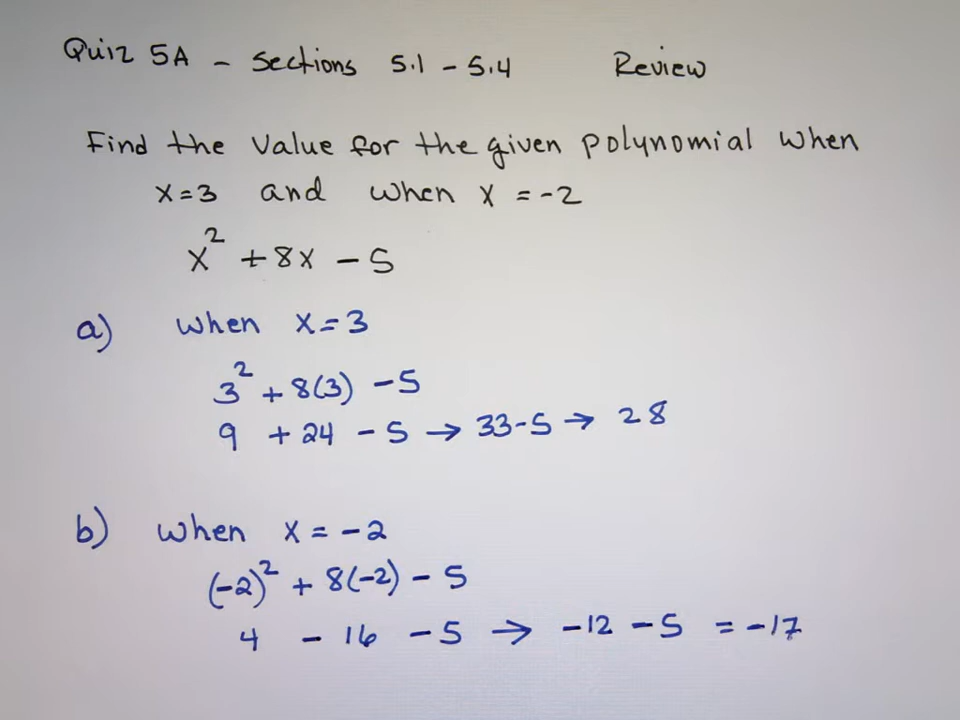 Quiz 5A - Sections 5.1 - 5.4 Review
Find the value for the given polynomial when
x=3 and when x = -2
x² + 8x - 5
a) when x=3
3² + 8(3) - 5
9 + 24 - 5 → 33-5 → 28
b) when x = -2
(-2)² + 8(-2) - 5
4 - 16 - 5 → -12 - 5 = -17